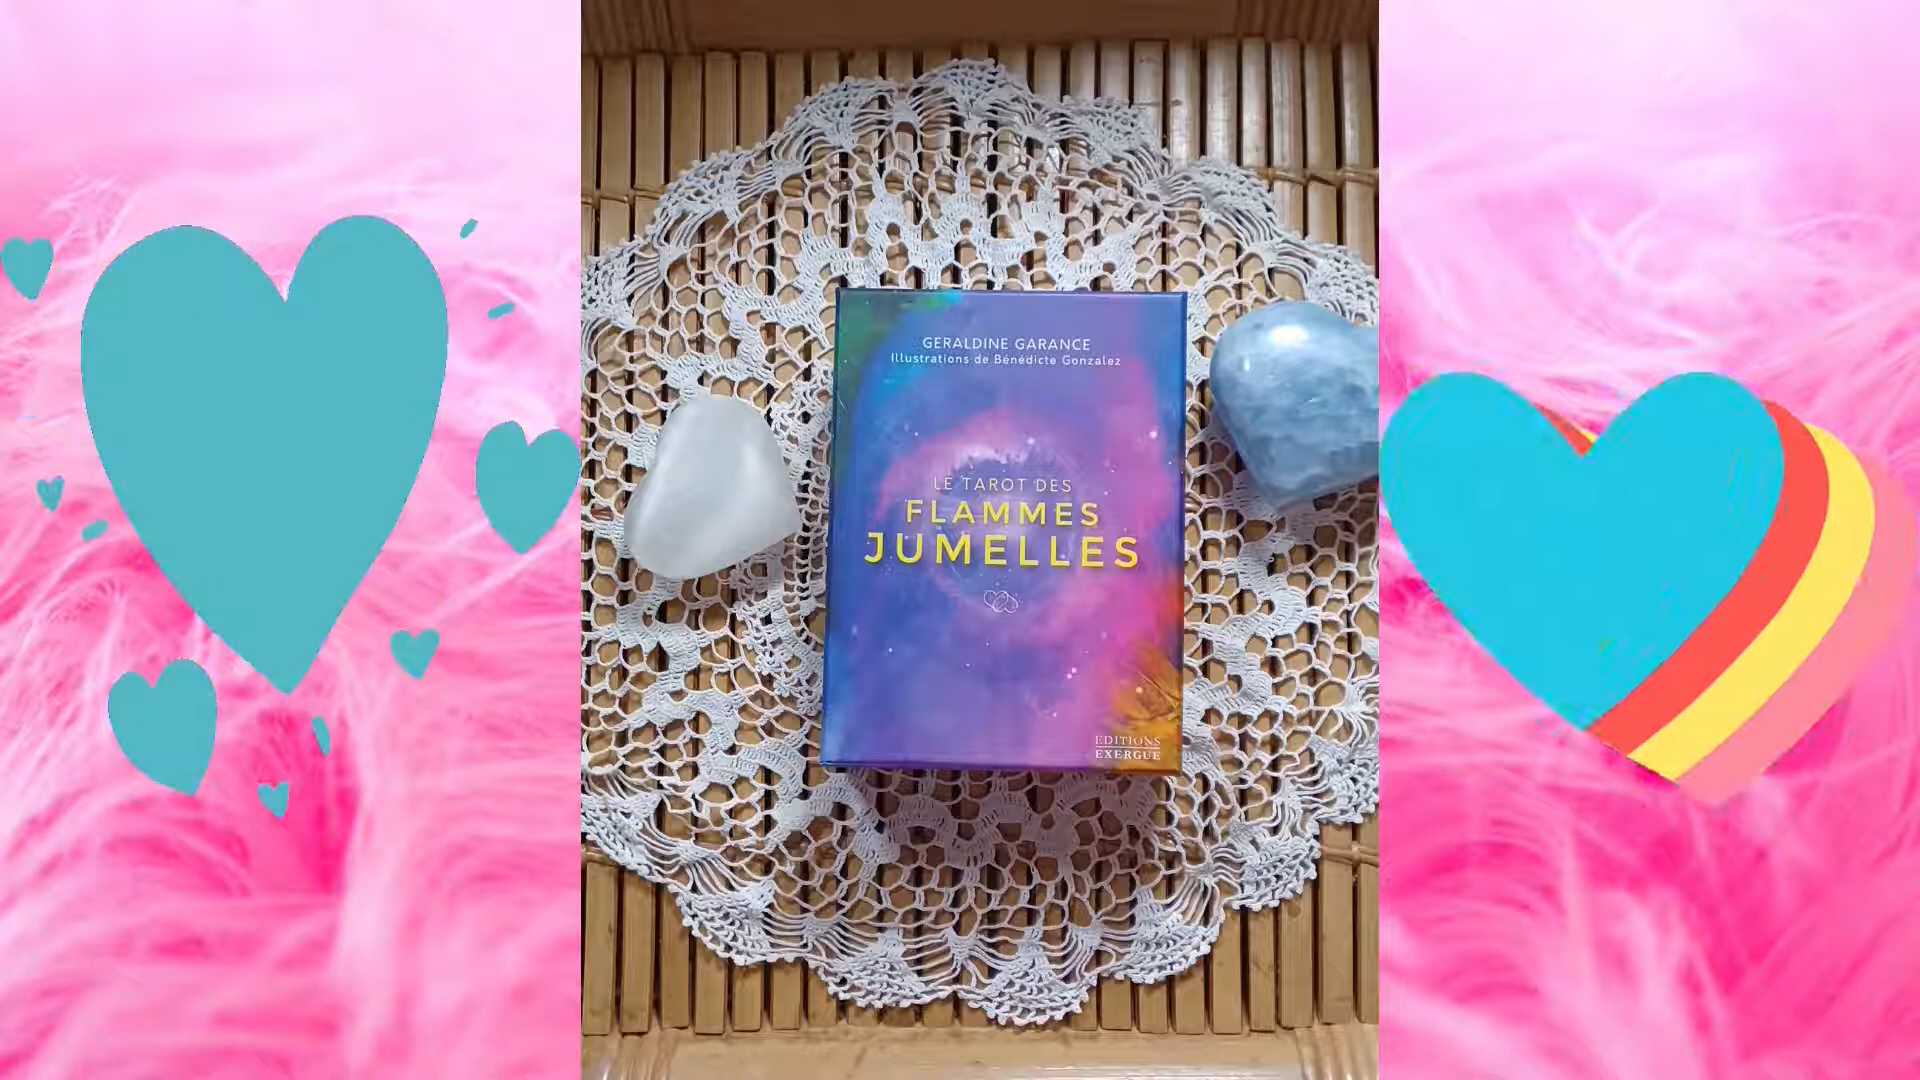 GERALDINE GARANCE
Illustrations de Bénédicte Gonzalez
LE TAROT DES
FLAMMES
JUMELLES
EDITIONS
EXERGUE